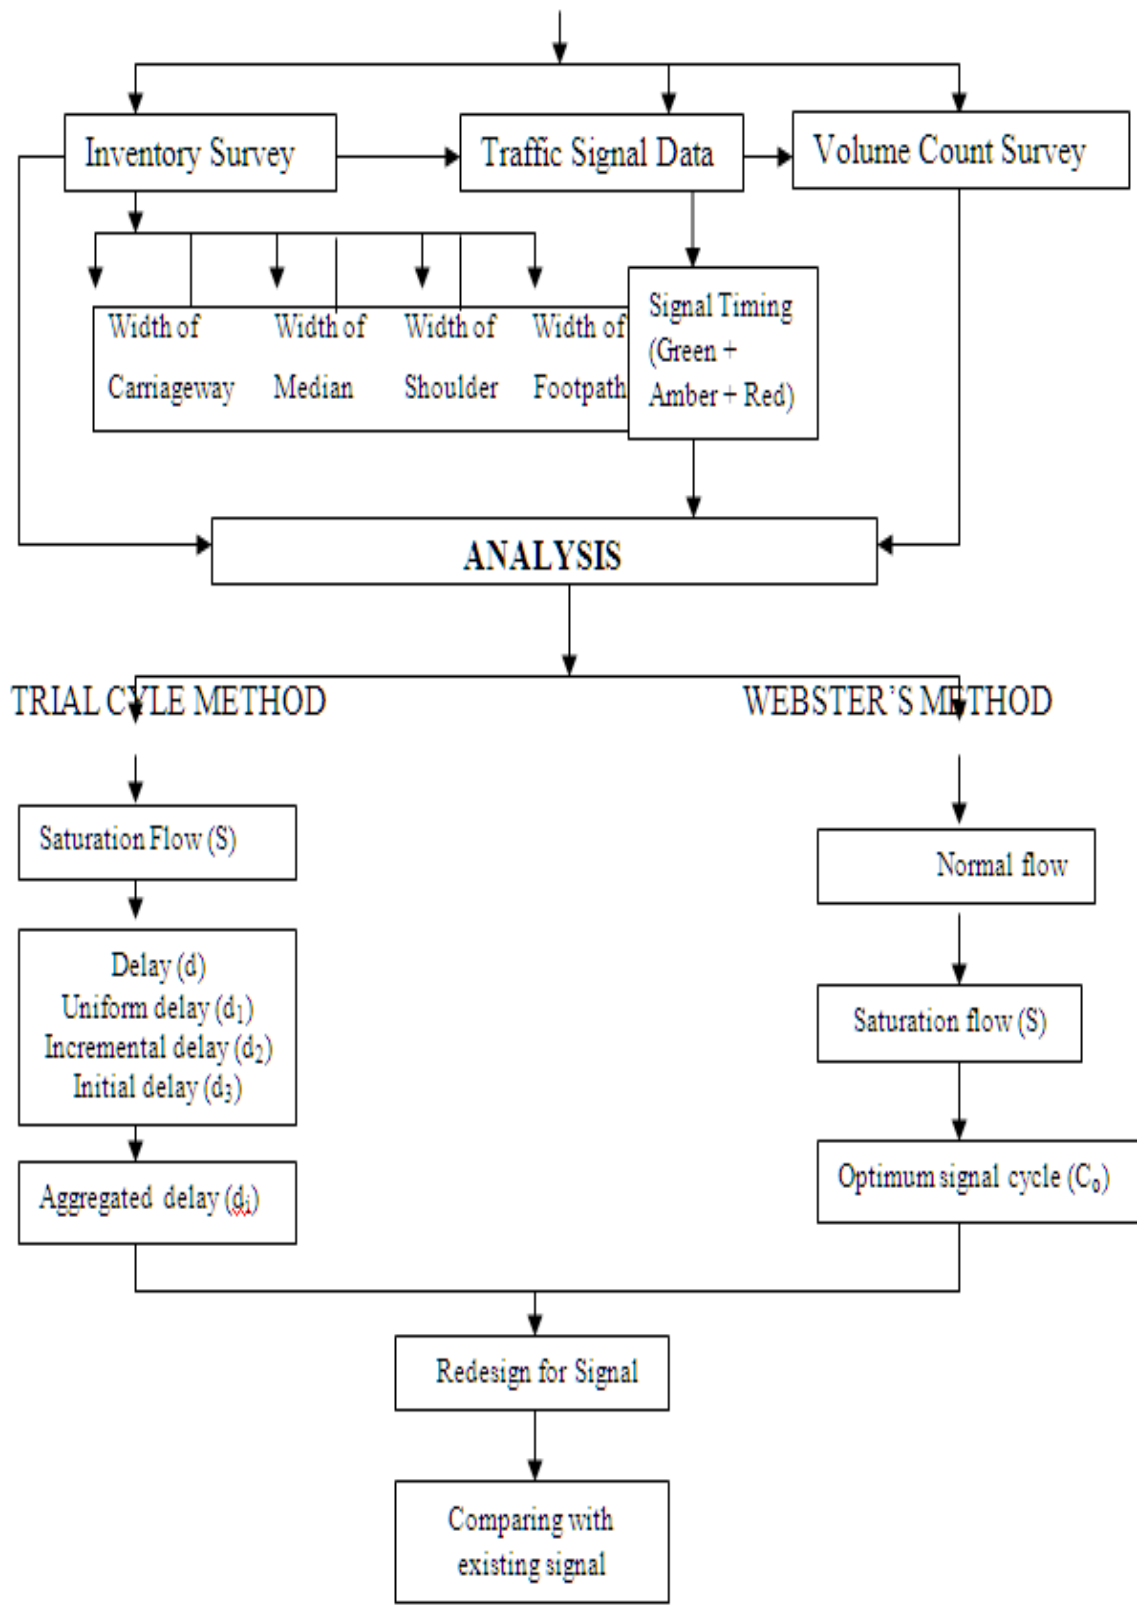 Inventory Survey
Traffic Signal Data
Volume Count Survey
Width of
Carriageway
Width of
Median
Width of
Shoulder
Width of
Footpath
Signal Timing
(Green +
Amber + Red)
ANALYSIS
TRIAL CYLE METHOD
WEBSTER'S METHOD
Saturation Flow (S)
Delay (d)
Uniform delay (d₁)
Incremental delay (d₂)
Initial delay (d₃)
Aggregated delay (dᵢ)
Normal flow
Saturation flow (S)
Optimum signal cycle (C₀)
Redesign for Signal
Comparing with
existing signal